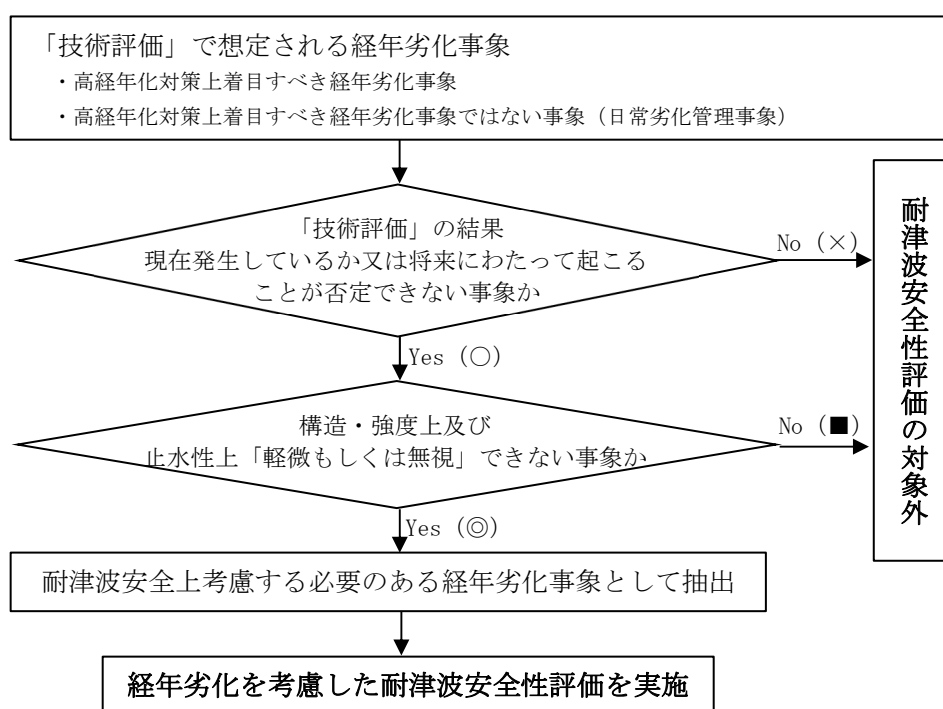 「技術評価」で想定される経年劣化事象
・高経年化対策上着目すべき経年劣化事象
・高経年化対策上着目すべき経年劣化事象ではない事象（日常劣化管理事象）
「技術評価」の結果
現在発生しているか又は将来にわたって起こる
ことが否定できない事象か
No（×）
Yes（○）
構造・強度上及び
止水性上「軽微もしくは無視」できない事象か
No（■）
Yes（◎）
耐津波安全性評価の対象外
耐津波安全上考慮する必要のある経年劣化事象として抽出
経年劣化を考慮した耐津波安全性評価を実施